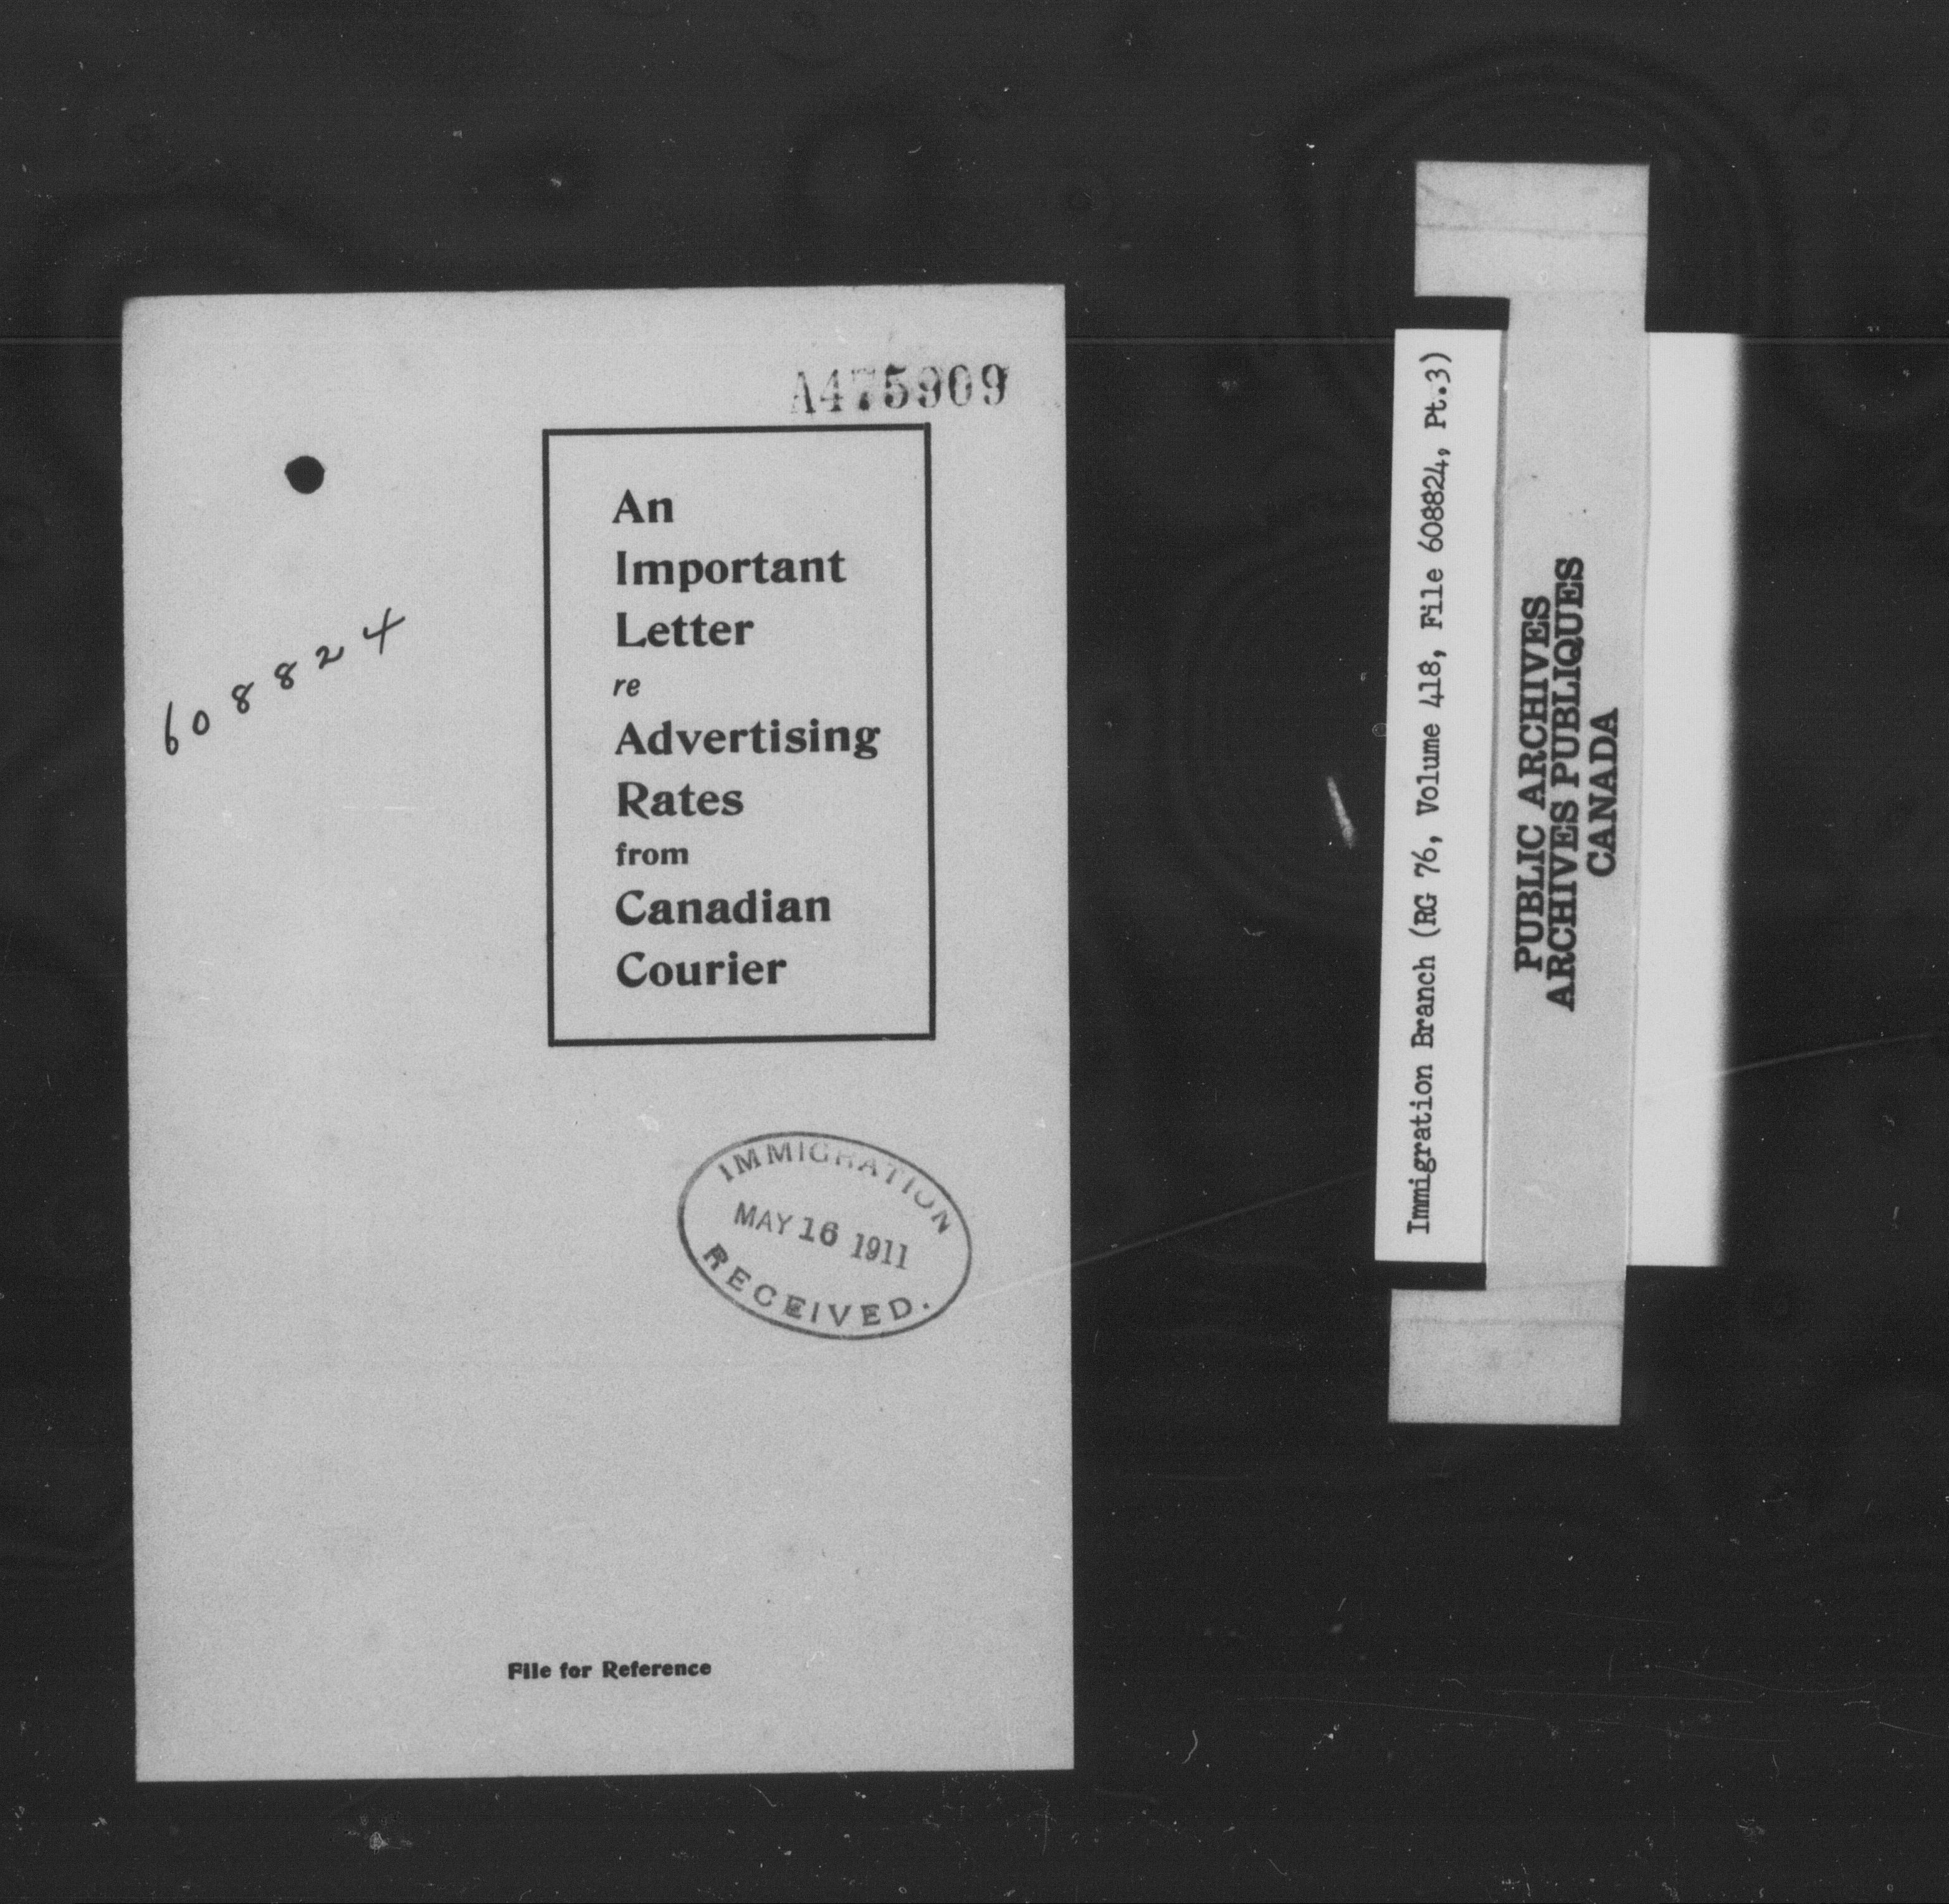 A475909
608824
An
Important
Letter
re
Advertising
Rates
from
Canadian
Courier
IMMIGRATION
MAY 16 1911
RECEIVED.
File for Reference
Immigration Branch (RG 76, Volume 418, File 608824, Pt.3)
PUBLIC ARCHIVES
ARCHIVES PUBLIQUES
CANADA